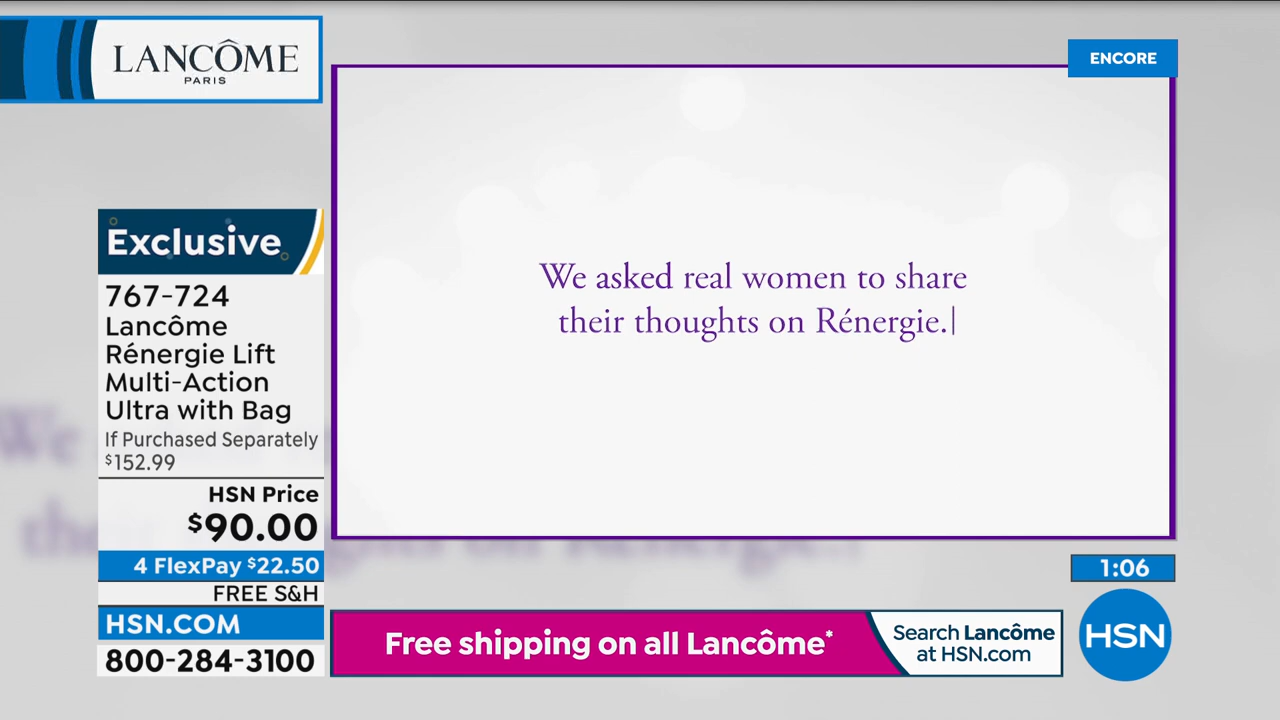 LANCÔME
PARIS
ENCORE
We asked real women to share
their thoughts on Rénergie.
Exclusive
767-724
Lancôme
Rénergie Lift
Multi-Action
Ultra with Bag
If Purchased Separately
$152.99
HSN Price
$90.00
4 FlexPay $22.50
FREE S&H
HSN.COM
800-284-3100
Free shipping on all Lancôme*
Search Lancôme
at HSN.com
1:06
HSN